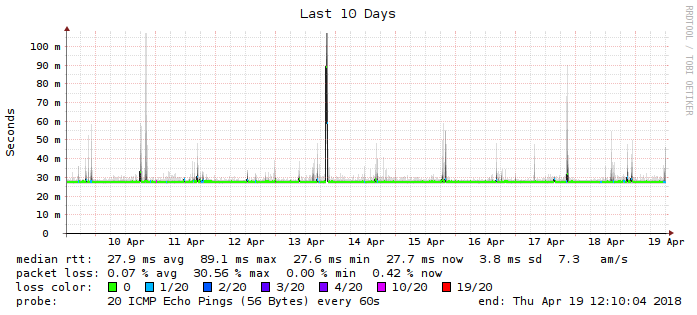 Last 10 Days
RRDTOOL / TOBI OETIKER
Seconds
100 m
90 m
80 m
70 m
60 m
50 m
40 m
30 m
20 m
10 m
0
10 Apr 11 Apr 12 Apr 13 Apr 14 Apr 15 Apr 16 Apr 17 Apr 18 Apr 19 Apr
median rtt: 27.9 ms avg 89.1 ms max 27.6 ms min 27.7 ms now 3.8 ms sd 7.3 am/s
packet loss: 0.07 % avg 30.56 % max 0.00 % min 0.42 % now
loss color: 0 1/20 2/20 3/20 4/20 10/20 19/20
probe: 20 ICMP Echo Pings (56 Bytes) every 60s end: Thu Apr 19 12:10:04 2018